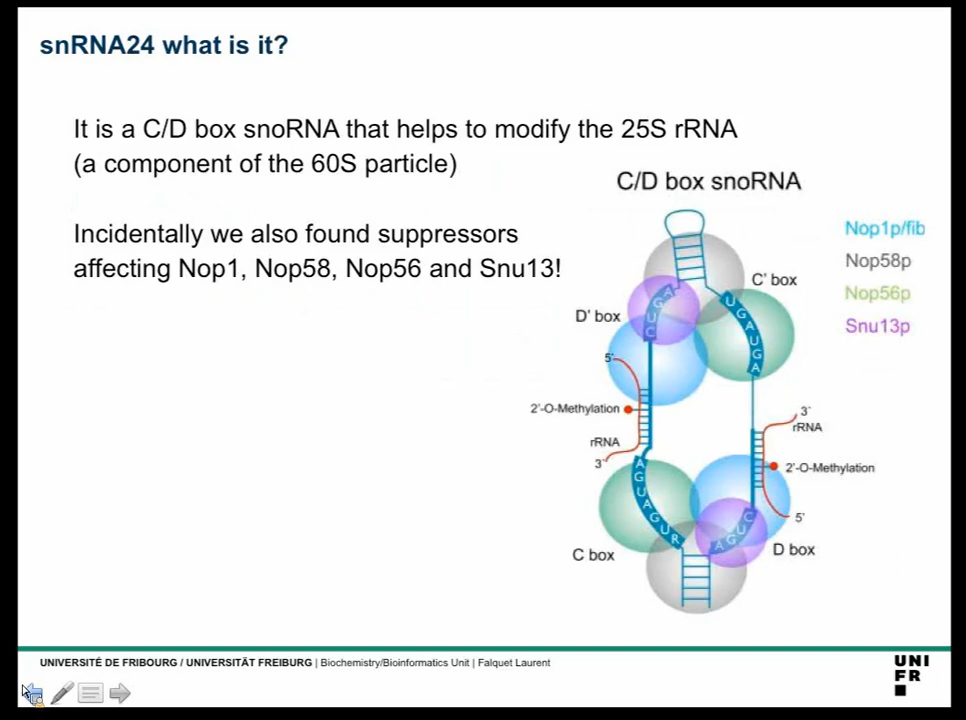 snRNA24 what is it?
It is a C/D box snoRNA that helps to modify the 25S rRNA
(a component of the 60S particle)
Incidentally we also found suppressors
affecting Nop1, Nop58, Nop56 and Snu13!
C/D box snoRNA
Nop1p/fib
Nop58p
Nop56p
Snu13p
C' box
D' box
A
G
U
C
U
G
A
U
G
A
5'
2'-O-Methylation
rRNA
3'
3'
rRNA
2'-O-Methylation
5'
A
G
U
A
G
U
R
C
U
G
A
C box
D box
UNIVERSITÉ DE FRIBOURG / UNIVERSITÄT FREIBURG | Biochemistry/Bioinformatics Unit | Falquet Laurent
UNI
FR